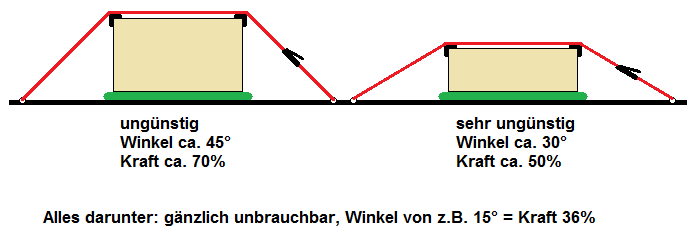 ungünstig
Winkel ca. 45°
Kraft ca. 70%
sehr ungünstig
Winkel ca. 30°
Kraft ca. 50%
Alles darunter: gänzlich unbrauchbar, Winkel von z.B. 15° = Kraft 36%